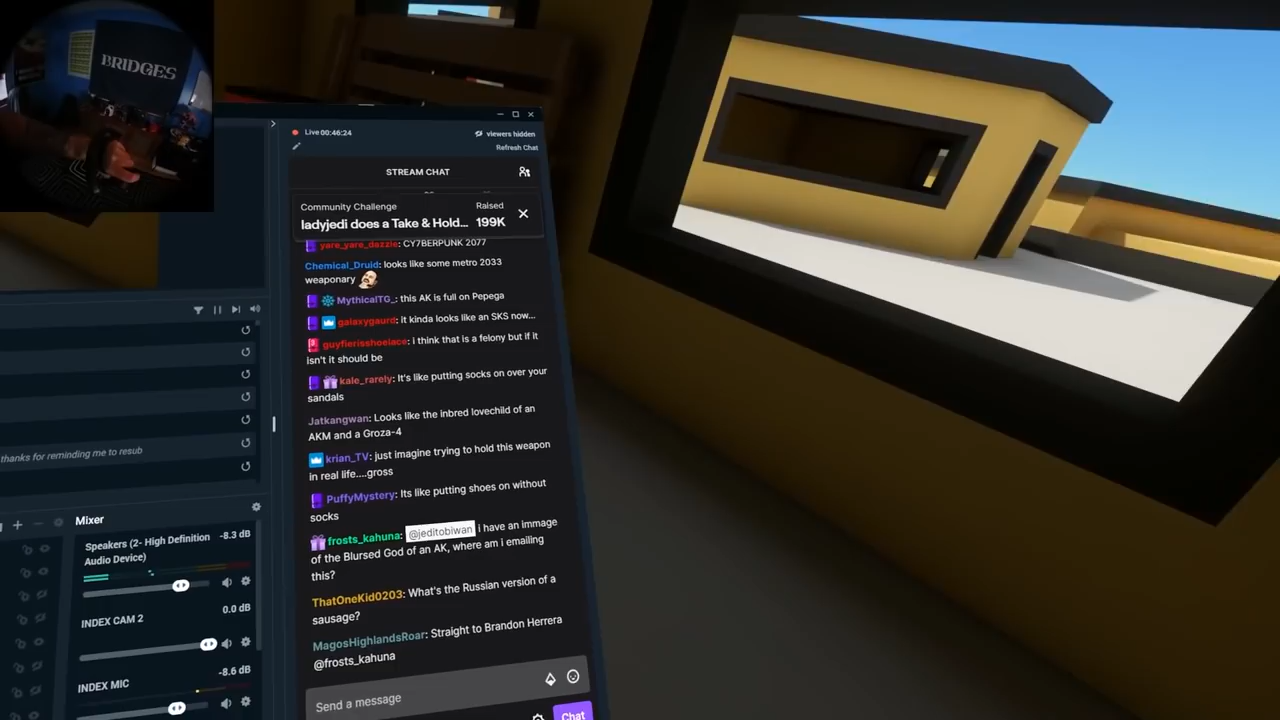 BRIDGES
Live 00:46:24
viewers hidden
Refresh Chat
STREAM CHAT
Community Challenge
Raised
ladyjedi does a Take & Hold...
199K
yare_yare_dazzle: CY7BERPUNK 2077
Chemical_Druid: looks like some metro 2033
weaponary
MythicalTG_: this AK is full on Pepega
galaxygaurd: it kinda looks like an SKS now...
guyfierisshoelace: i think that is a felony but if it
isn't it should be
kale_rarely: It's like putting socks on over your
sandals
Jatkangwan: Looks like the inbred lovechild of an
AKM and a Groza-4
krian_TV: just imagine trying to hold this weapon
in real life....gross
PuffyMystery: Its like putting shoes on without
socks
frosts_kahuna: @jeditobiwan i have an immage
of the Blursed God of an AK, where am i emailing
this?
ThatOneKid0203: What's the Russian version of a
sausage?
MagosHighlandsRoar: Straight to Brandon Herrera
@frosts_kahuna
Send a message
Chat
thanks for reminding me to resub
Mixer
Speakers (2- High Definition
Audio Device)
-8.3 dB
INDEX CAM 2
0.0 dB
INDEX MIC
-8.6 dB